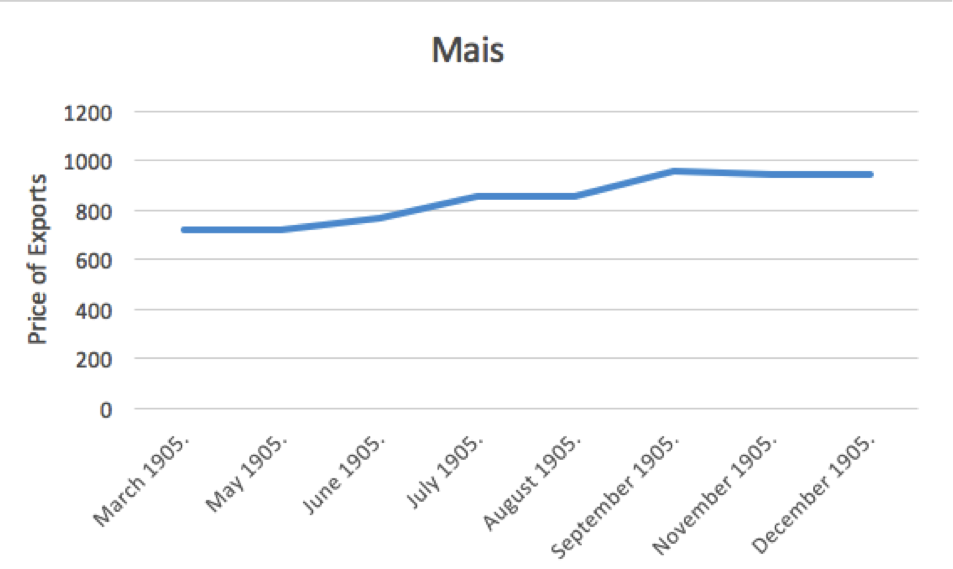 Mais
Price of Exports
1200
1000
800
600
400
200
0
March 1905.
May 1905.
June 1905.
July 1905.
August 1905.
September 1905.
November 1905.
December 1905.